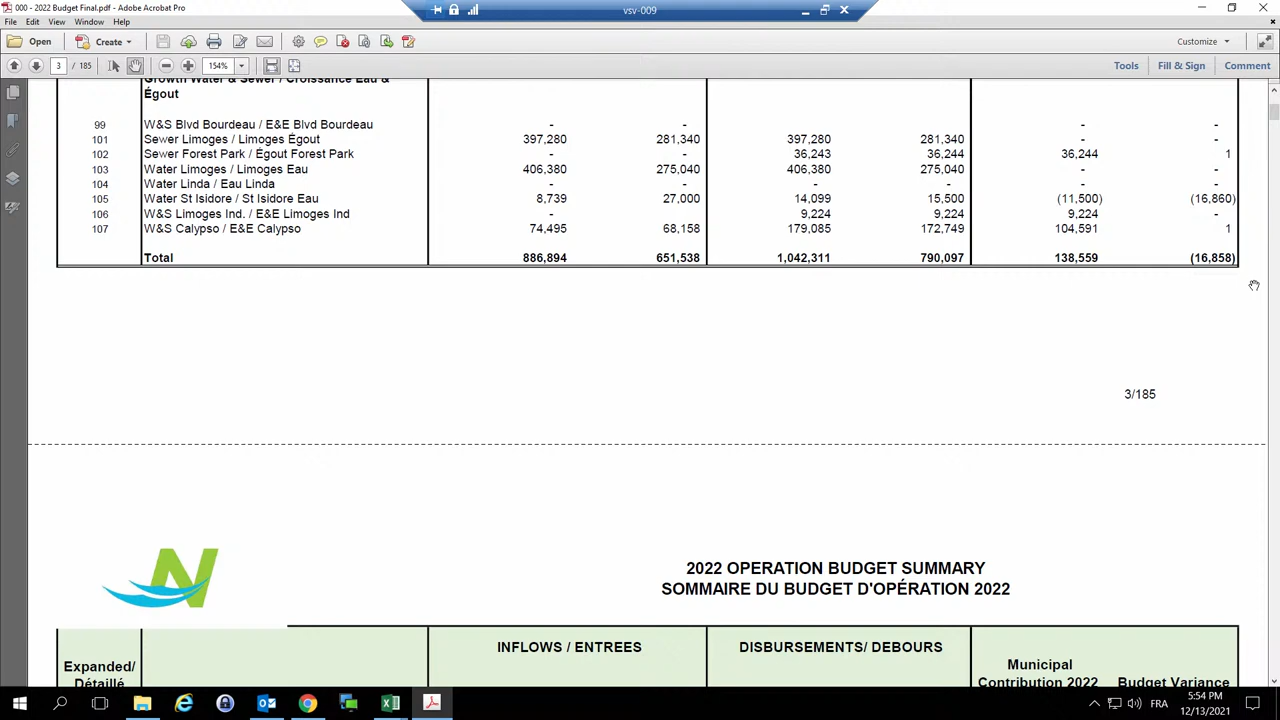 000 - 2022 Budget Final.pdf - Adobe Acrobat Pro
vsv-009
File Edit View Window Help
Open Create Customize
3 / 185 154% Tools Fill & Sign Comment
Growth Water & Sewer / Croissance Eau &
Égout
99 W&S Blvd Bourdeau / E&E Blvd Bourdeau - - - -
101 Sewer Limoges / Limoges Égout 397,280 281,340 397,280 281,340 - -
102 Sewer Forest Park / Égout Forest Park - - 36,243 36,244 36,244 1
103 Water Limoges / Limoges Eau 406,380 275,040 406,380 275,040 - -
104 Water Linda / Eau Linda - - - - - -
105 Water St Isidore / St Isidore Eau 8,739 27,000 14,099 15,500 (11,500) (16,860)
106 W&S Limoges Ind. / E&E Limoges Ind - 9,224 9,224 9,224 -
107 W&S Calypso / E&E Calypso 74,495 68,158 179,085 172,749 104,591 1
Total 886,894 651,538 1,042,311 790,097 138,559 (16,858)
3/185
N
2022 OPERATION BUDGET SUMMARY
SOMMAIRE DU BUDGET D'OPÉRATION 2022
INFLOWS / ENTREES DISBURSEMENTS/ DEBOURS
Expanded/ Municipal
Détaillé Contribution 2022 Budget Variance
FRA 5:54 PM
12/13/2021